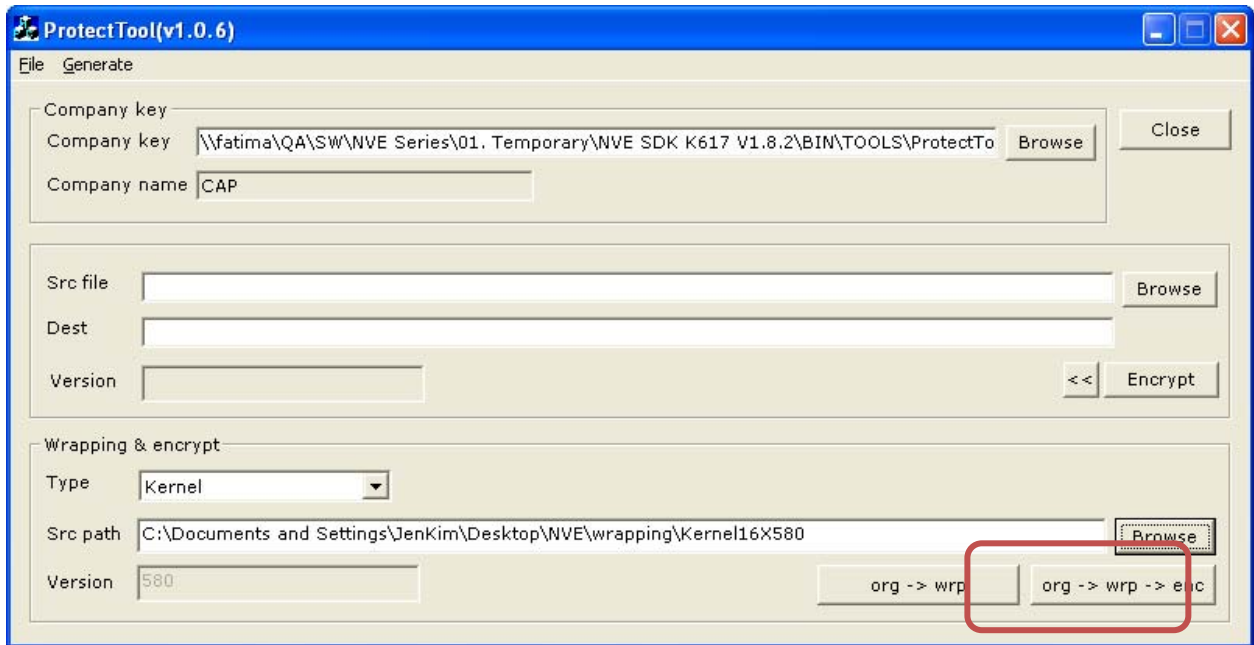 ProtectTool(v1.0.6)
File Generate
Company key
Company key \\fatima\QA\SW\NVE Series\01. Temporary\NVE SDK K617 V1.8.2\BIN\TOOLS\ProtectTo Browse Close
Company name CAP
Src file Browse
Dest
Version << Encrypt
Wrapping & encrypt
Type Kernel
Src path C:\Documents and Settings\JenKim\Desktop\NVE\wrapping\Kernel16X580 Browse
Version 580 org -> wrp org -> wrp -> enc